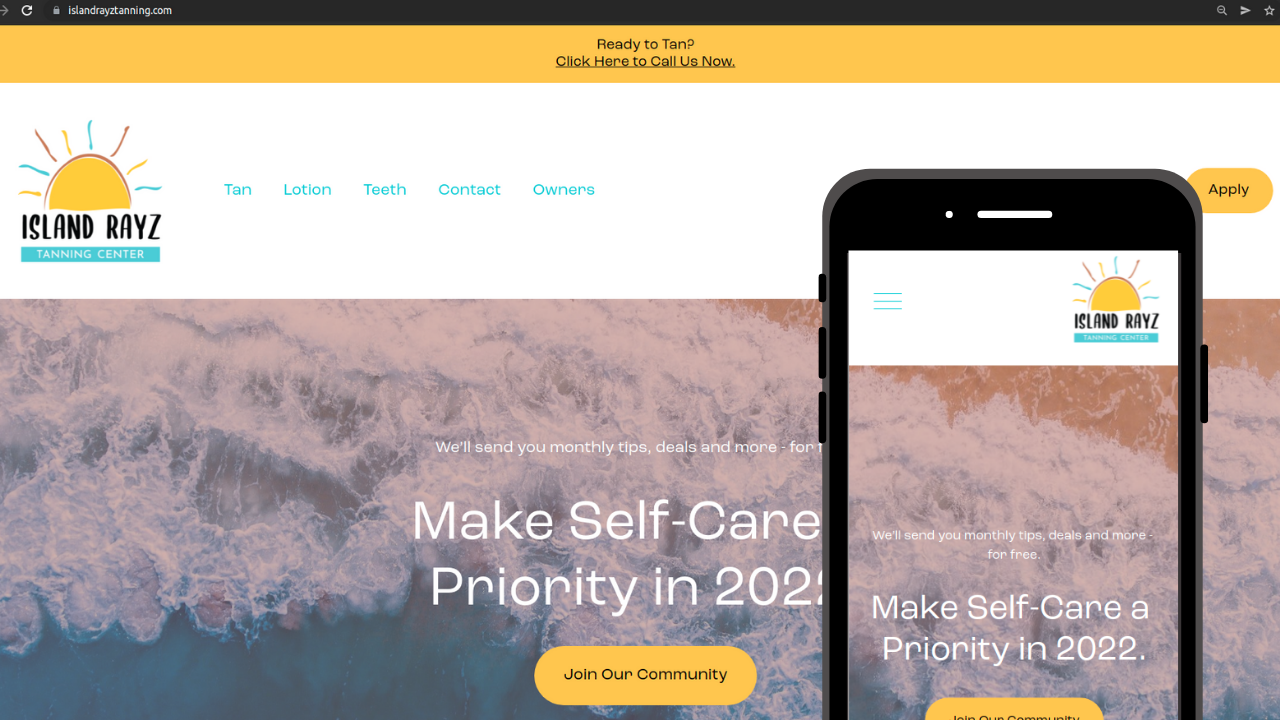 islandrayztanning.com
Ready to Tan?
Click Here to Call Us Now.
ISLAND RAYZ
TANNING CENTER
Tan
Lotion
Teeth
Contact
Owners
Apply
We'll send you monthly tips, deals and more - for
Make Self-Care
Priority in 202
Join Our Community
ISLAND RAYZ
TANNING CENTER
We'll send you monthly tips, deals and more -
for free.
Make Self-Care a
Priority in 2022.
Join Our Community